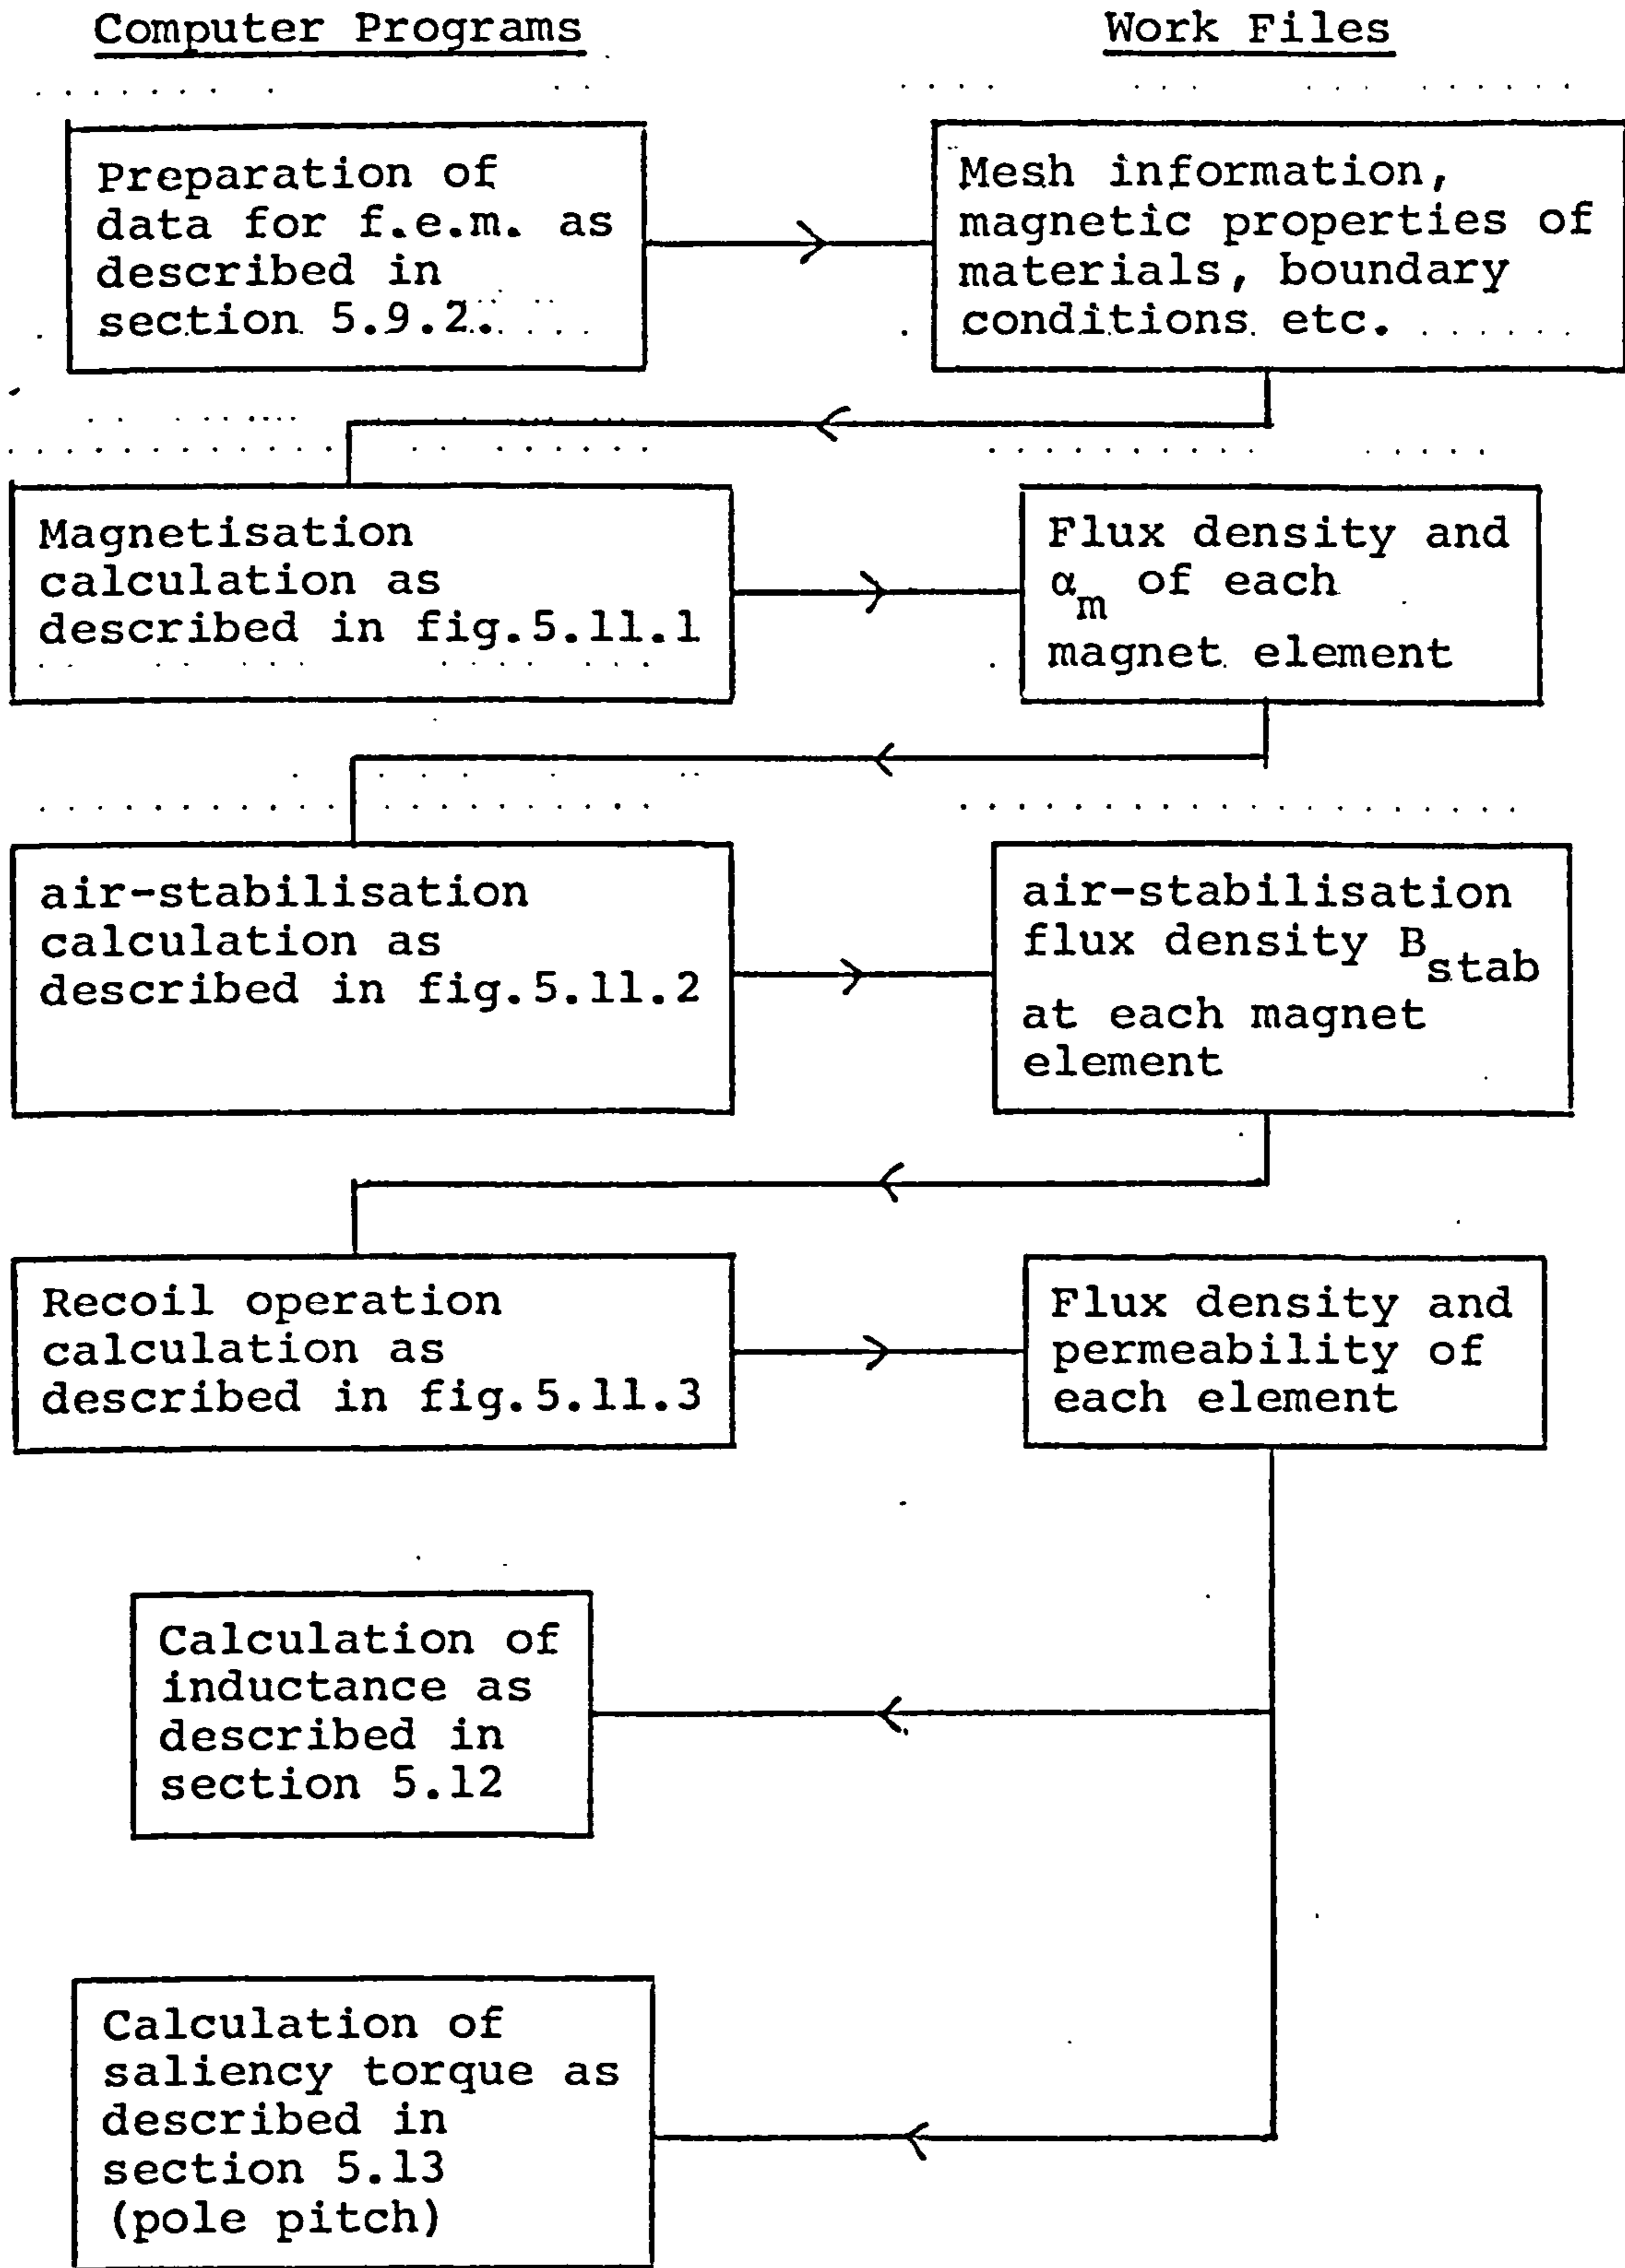 Computer Programs
Work Files
Preparation of
data for f.e.m. as
described in
section 5.9.2.
Mesh information,
magnetic properties of
materials, boundary
conditions etc.
Magnetisation
calculation as
described in fig.5.11.1
Flux density and
αm of each
magnet element
air-stabilisation
calculation as
described in fig.5.11.2
air-stabilisation
flux density Bstab
at each magnet
element
Recoil operation
calculation as
described in fig.5.11.3
Flux density and
permeability of
each element
Calculation of
inductance as
described in
section 5.12
Calculation of
saliency torque as
described in
section 5.13
(pole pitch)